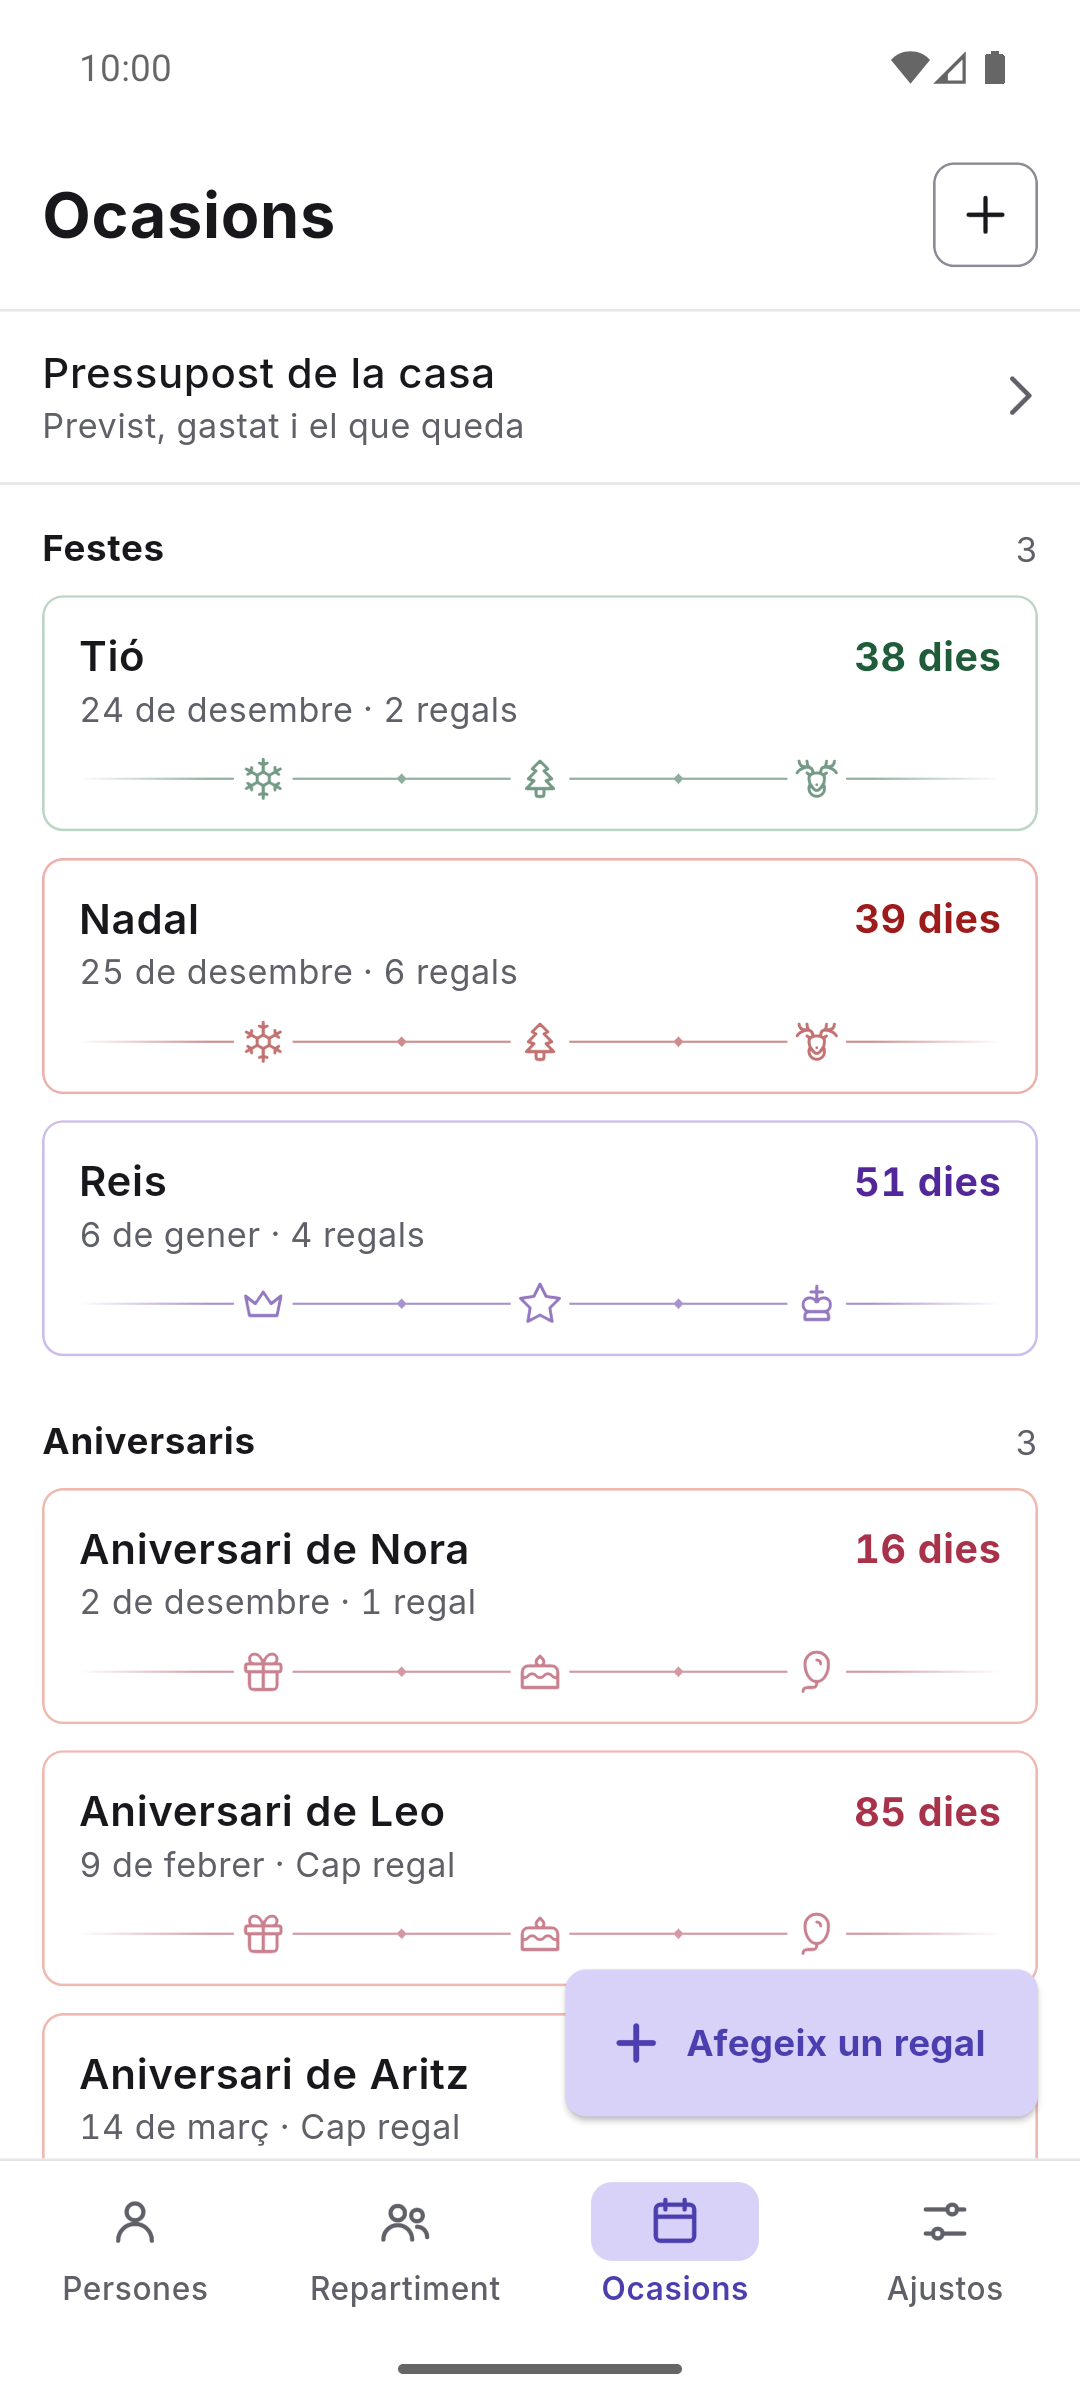 10:00
Ocasions
Pressupost de la casa
Previst, gastat i el que queda
Festes
3
Tió
38 dies
24 de desembre · 2 regals
Nadal
39 dies
25 de desembre · 6 regals
Reis
51 dies
6 de gener · 4 regals
Aniversaris
3
Aniversari de Nora
16 dies
2 de desembre · 1 regal
Aniversari de Leo
85 dies
9 de febrer · Cap regal
Afegeix un regal
Aniversari de Aritz
14 de març · Cap regal
Persones
Repartiment
Ocasions
Ajustos